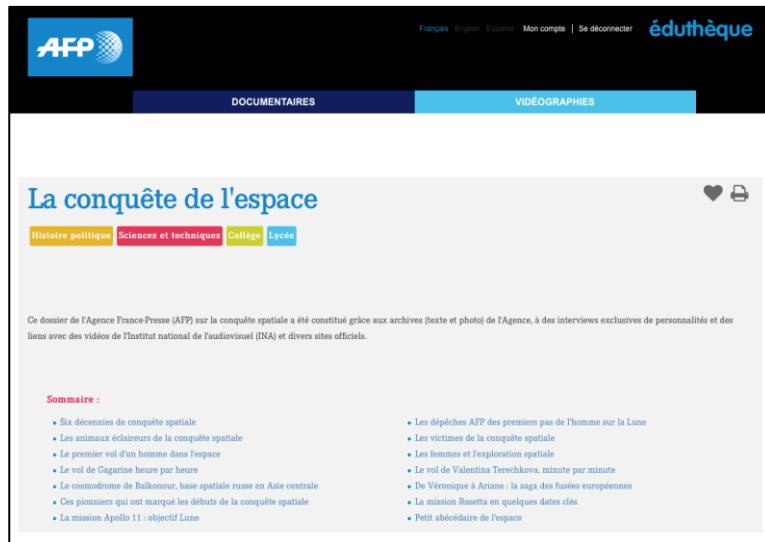 AFP
Français English Español Mon compte | Se déconnecter
éduthèque
DOCUMENTAIRES
VIDÉOGRAPHIES
La conquête de l'espace
Histoire politique Sciences et techniques Collège Lycée
Ce dossier de l'Agence France-Presse (AFP) sur la conquête spatiale a été constitué grâce aux archives (texte et photo) de l'Agence, à des interviews exclusives de personnalités et des
liens avec des vidéos de l'Institut national de l'audiovisuel (INA) et divers sites officiels.
Sommaire :
• Six décennies de conquête spatiale
• Les animaux éclaireurs de la conquête spatiale
• Le premier vol d'un homme dans l'espace
• Le vol de Gagarine heure par heure
• Le cosmodrome de Baïkonour, base spatiale russe en Asie centrale
• Ces pionniers qui ont marqué les débuts de la conquête spatiale
• La mission Apollo 11 : objectif Lune
• Les dépêches AFP des premiers pas de l'homme sur la Lune
• Les victimes de la conquête spatiale
• Les femmes et l'exploration spatiale
• Le vol de Valentina Terechkova, minute par minute
• De Véronique à Ariane : la saga des fusées européennes
• La mission Rosetta en quelques dates clés
• Petit abécédaire de l'espace